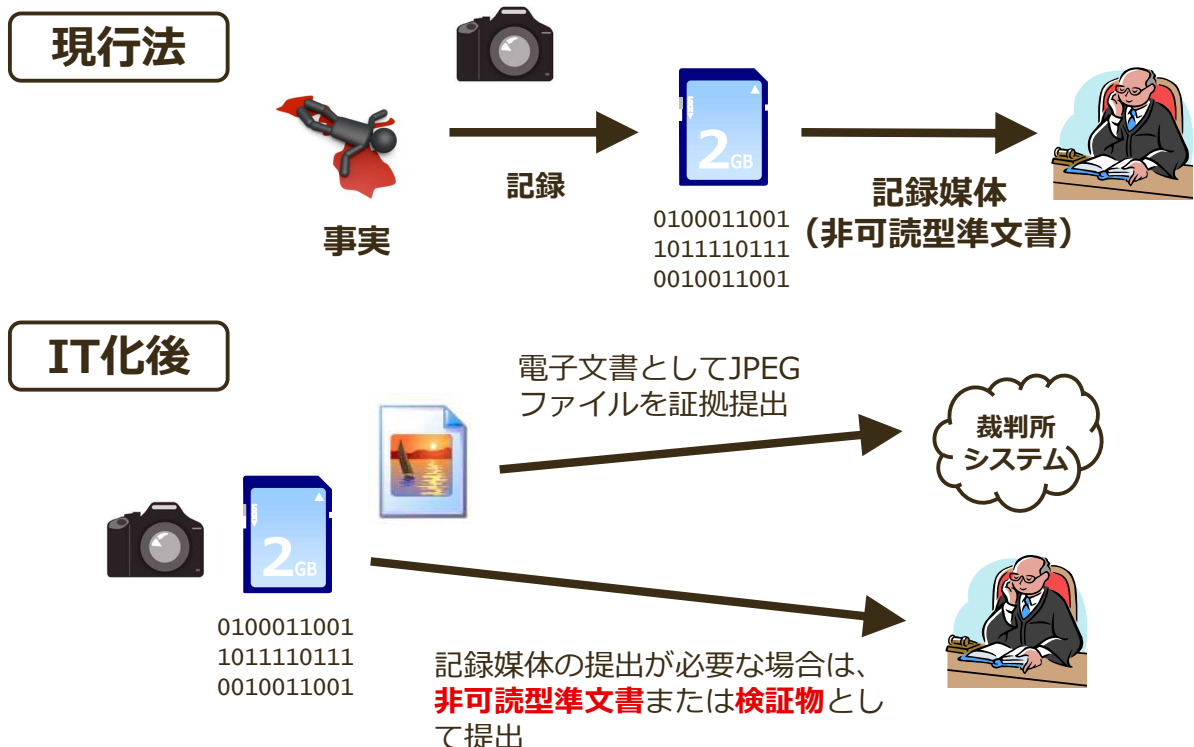 現行法
2GB
記録
記録媒体
（非可読型準文書）
事実
0100011001
1011110111
0010011001
IT化後
電子文書としてJPEG
ファイルを証拠提出
裁判所
システム
2GB
0100011001
1011110111
0010011001
記録媒体の提出が必要な場合は、
非可読型準文書または検証物とし
て提出